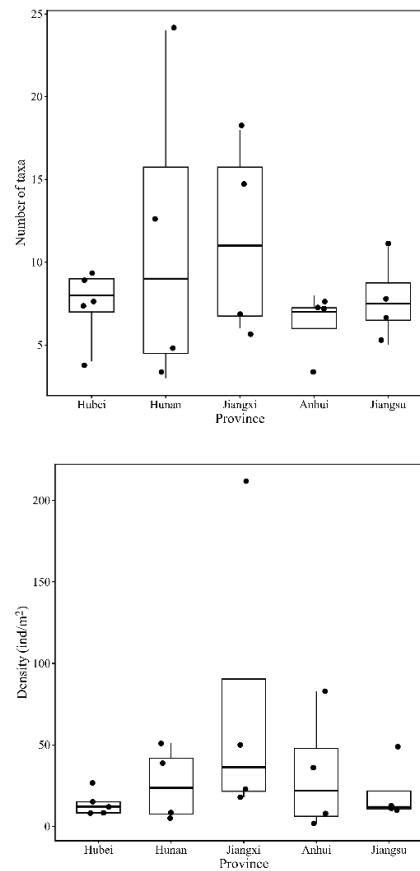 Number of taxa
25
20
15
10
5
Hubei
Hunan
Jiangxi
Anhui
Jiangsu
Province
Density (ind/m²)
200
150
100
50
0
Hubei
Hunan
Jiangxi
Anhui
Jiangsu
Province